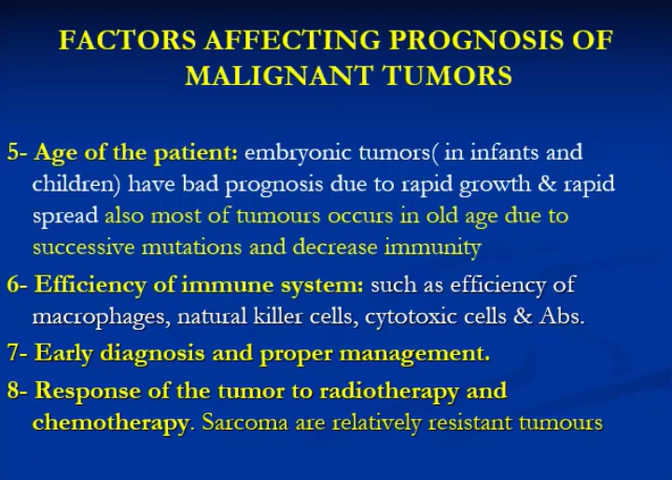 FACTORS AFFECTING PROGNOSIS OF
MALIGNANT TUMORS
5- Age of the patient: embryonic tumors( in infants and
children) have bad prognosis due to rapid growth & rapid
spread also most of tumours occurs in old age due to
successive mutations and decrease immunity
6- Efficiency of immune system: such as efficiency of
macrophages, natural killer cells, cytotoxic cells & Abs.
7- Early diagnosis and proper management.
8- Response of the tumor to radiotherapy and
chemotherapy. Sarcoma are relatively resistant tumours